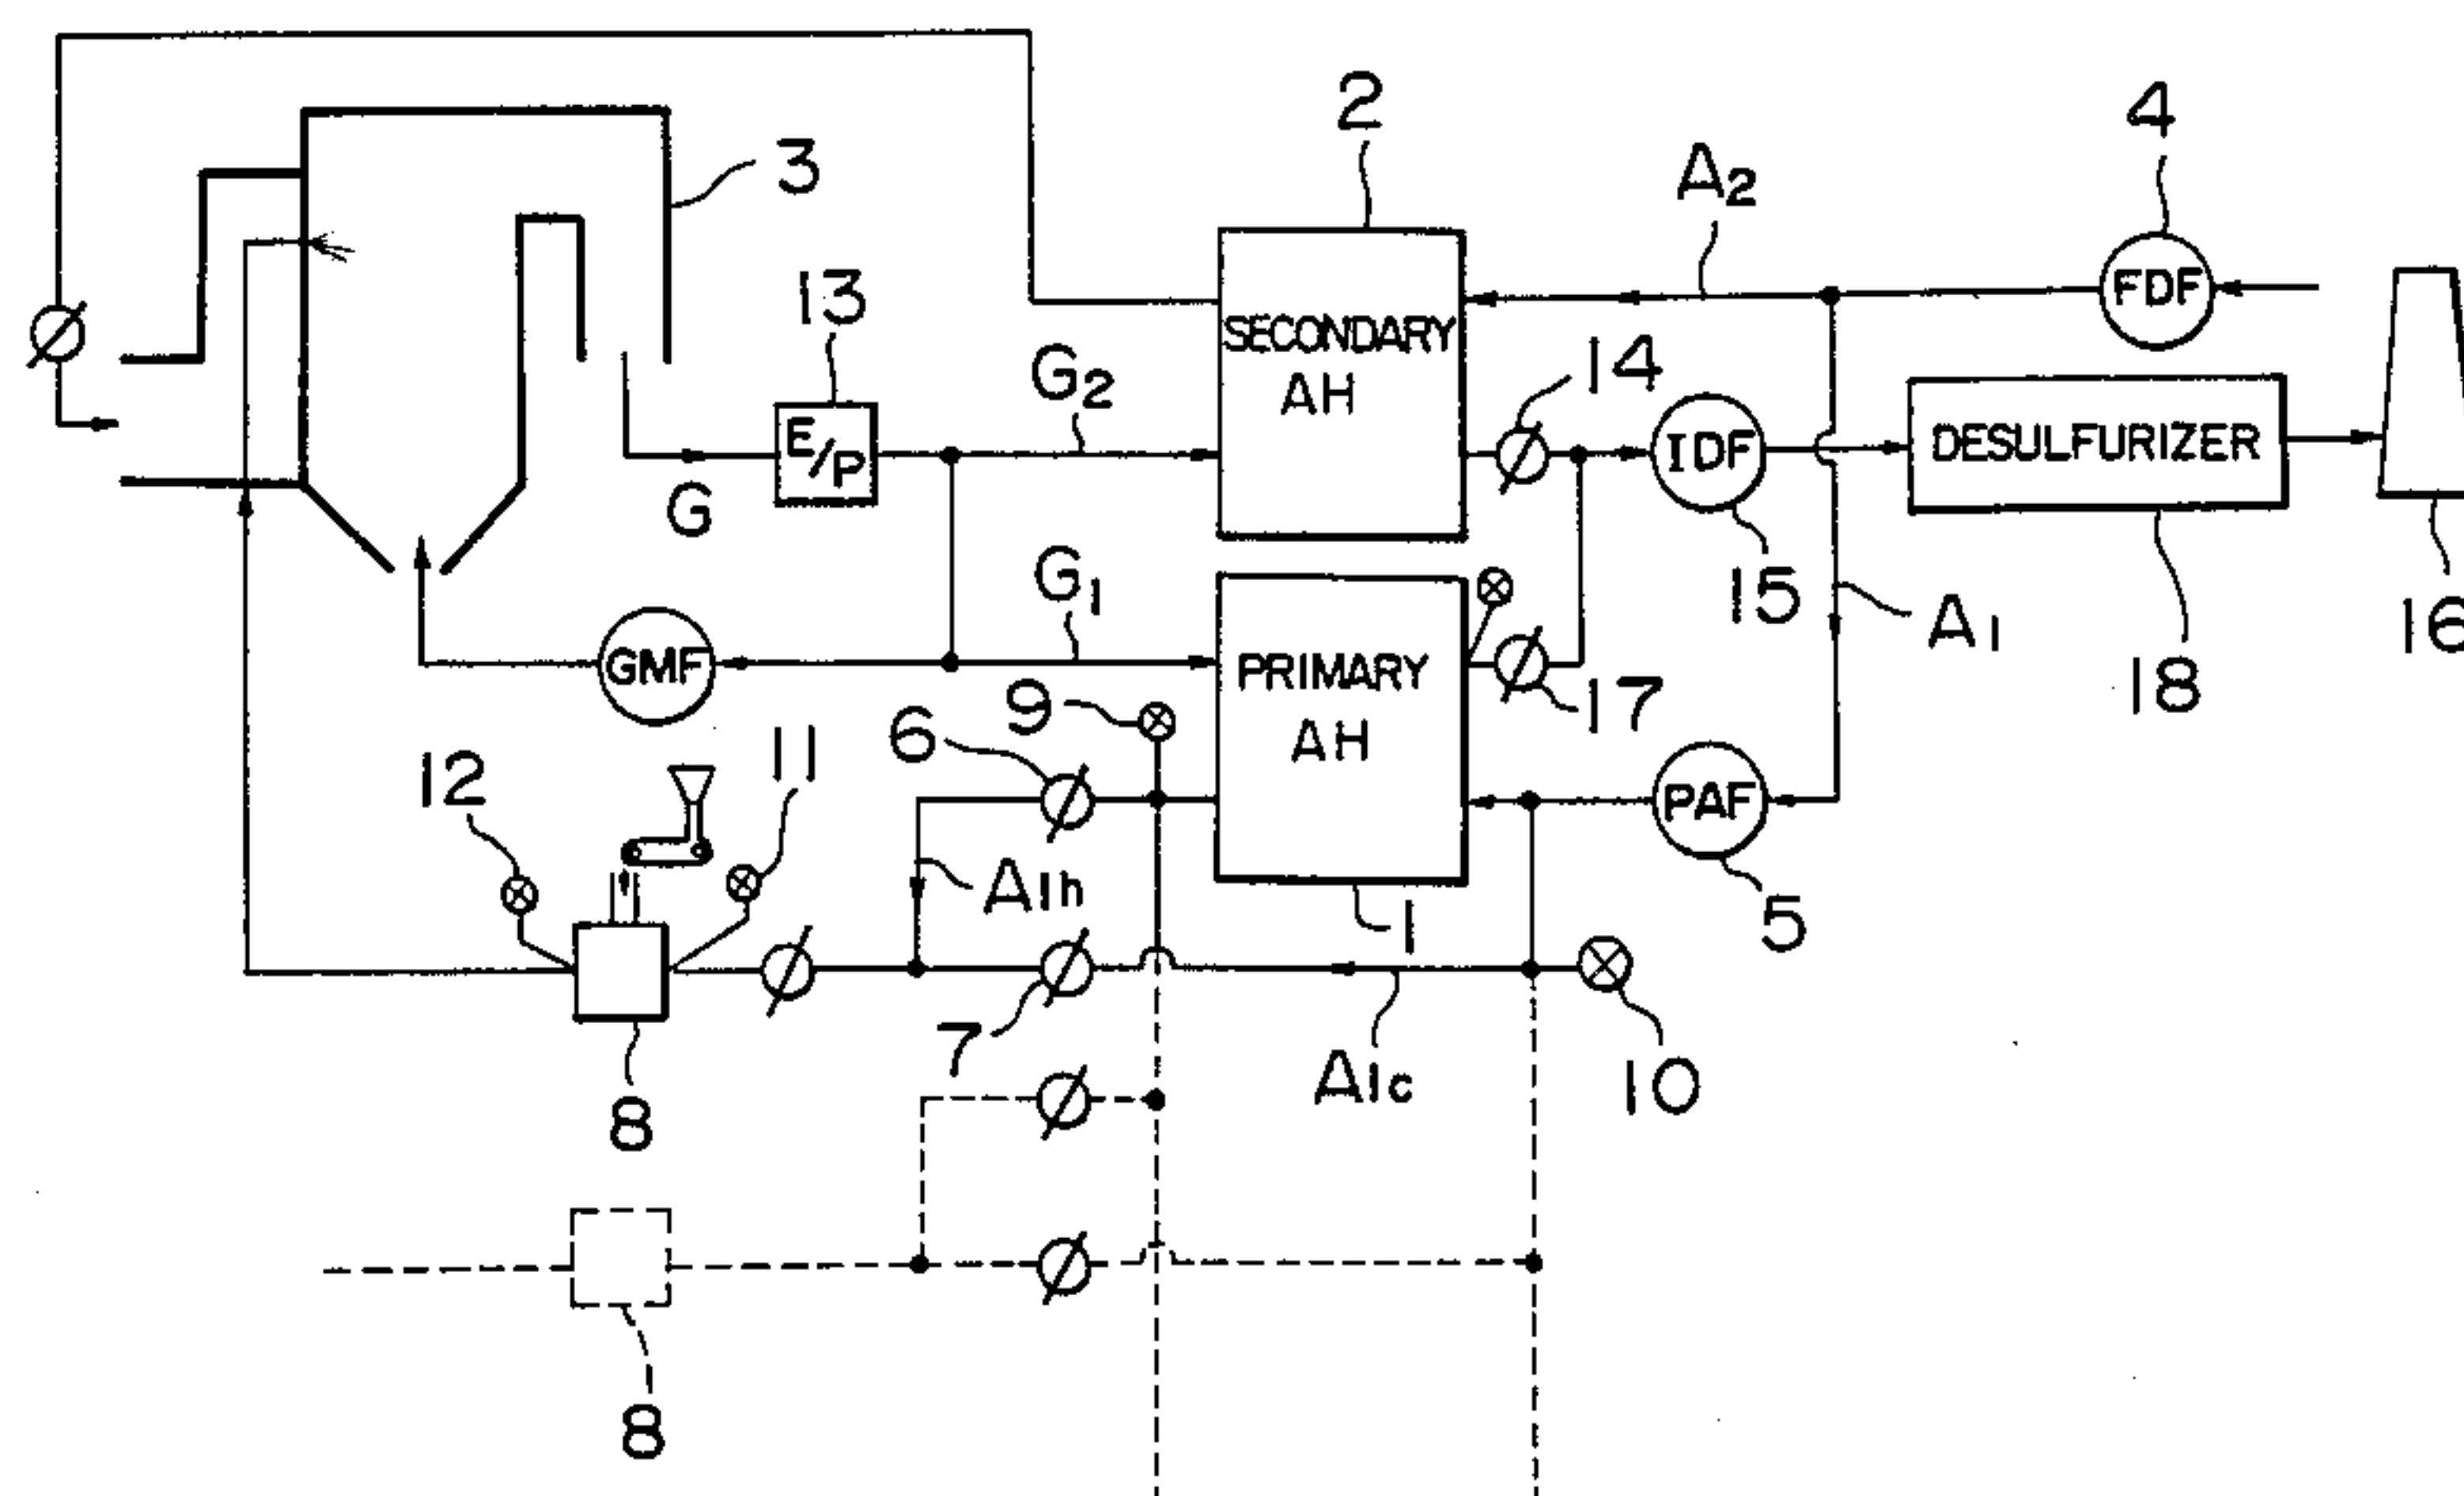 2
4
3
A2
13
FDF
SECONDARY
AH
14
G2
E/P
IDF
DESULFURIZER
G
G1
15
A1
16
18
GMF
PRIMARY
AH
17
9
6
12
11
PAF
A1h
1
5
7
A1c
10
8
8